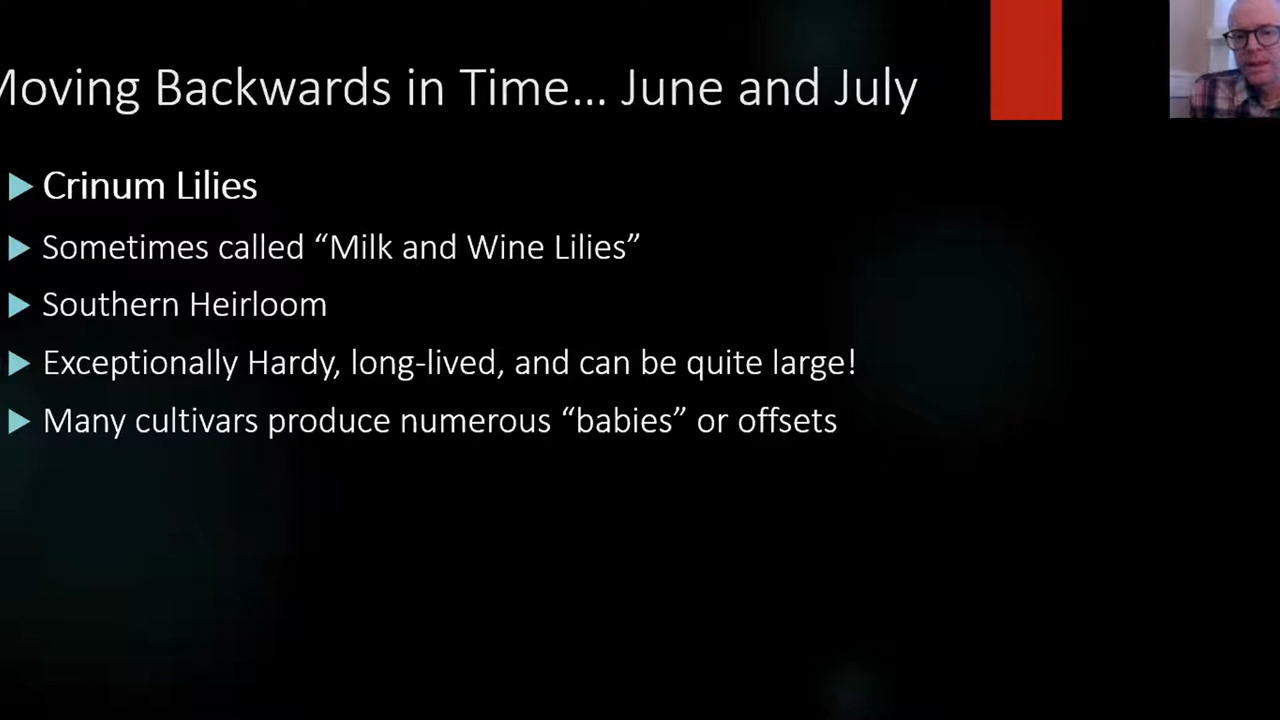 Moving Backwards in Time... June and July
Crinum Lilies
Sometimes called “Milk and Wine Lilies”
Southern Heirloom
Exceptionally Hardy, long-lived, and can be quite large!
Many cultivars produce numerous “babies” or offsets